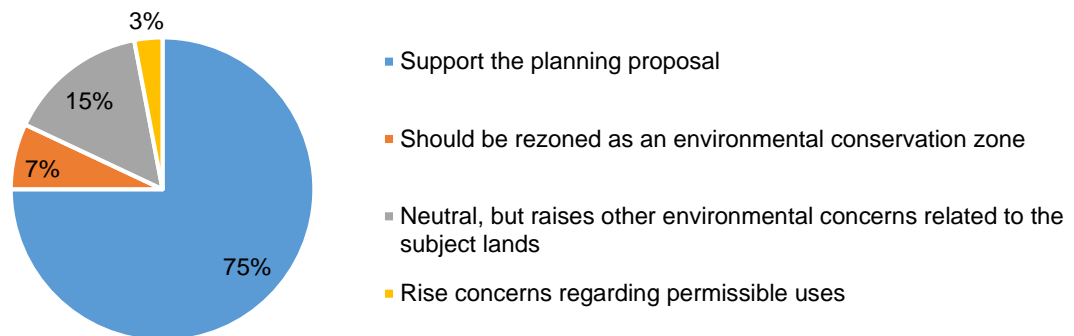 3%
15%
7%
75%
Support the planning proposal
Should be rezoned as an environmental conservation zone
Neutral, but raises other environmental concerns related to the
subject lands
Rise concerns regarding permissible uses